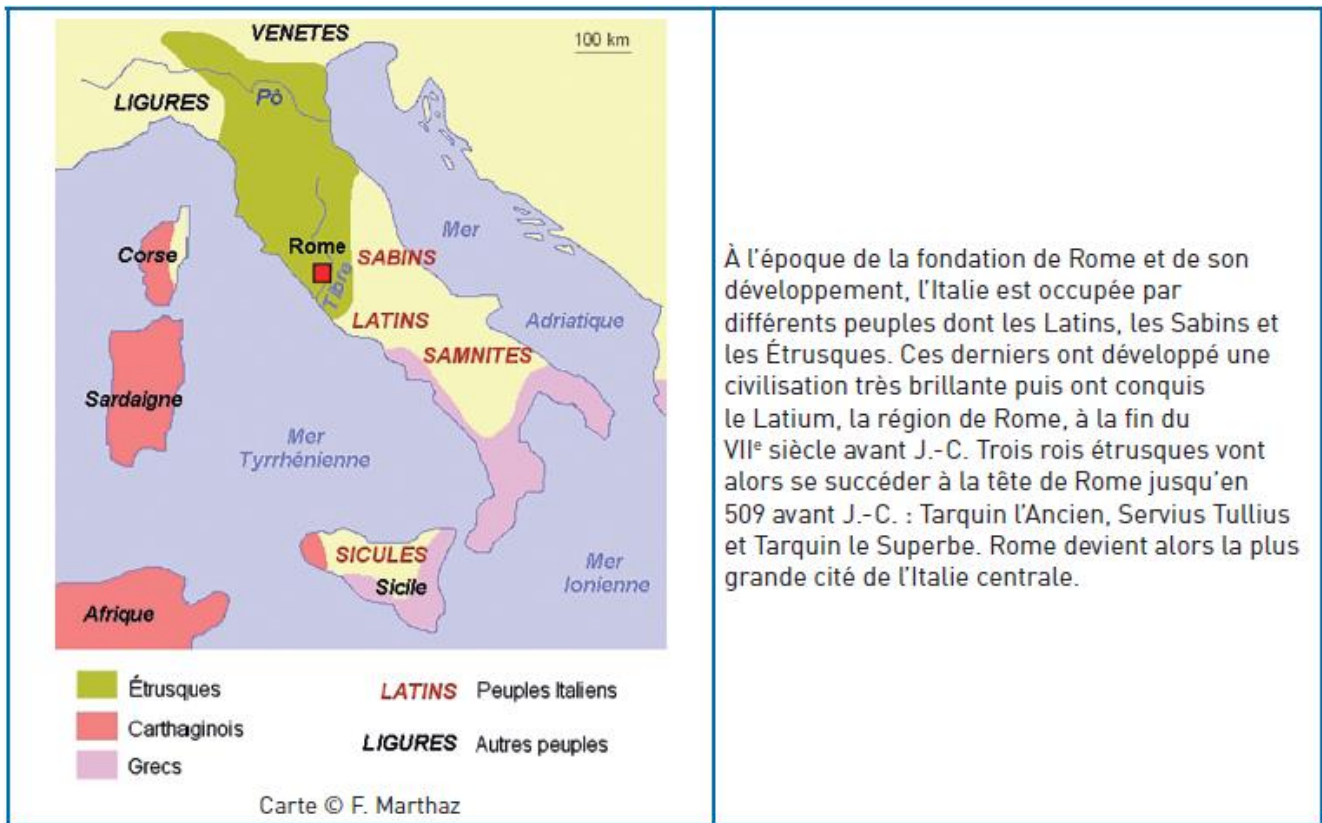 VENETES
100 km
LIGURES
Pô
Rome
Corse
SABINS
Mer
Tibre
LATINS
Adriatique
SAMNITES
Sardaigne
Mer
Tyrrhénienne
SICULES
Sicile
Mer
Ionienne
Afrique
Étrusques
Carthaginois
Grecs
LATINS Peuples Italiens
LIGURES Autres peuples
Carte © F. Marthaz
À l’époque de la fondation de Rome et de son
développement, l’Italie est occupée par
différents peuples dont les Latins, les Sabins et
les Étrusques. Ces derniers ont développé une
civilisation très brillante puis ont conquis
le Latium, la région de Rome, à la fin du
VIIe siècle avant J.-C. Trois rois étrusques vont
alors se succéder à la tête de Rome jusqu’en
509 avant J.-C. : Tarquin l’Ancien, Servius Tullius
et Tarquin le Superbe. Rome devient alors la plus
grande cité de l’Italie centrale.